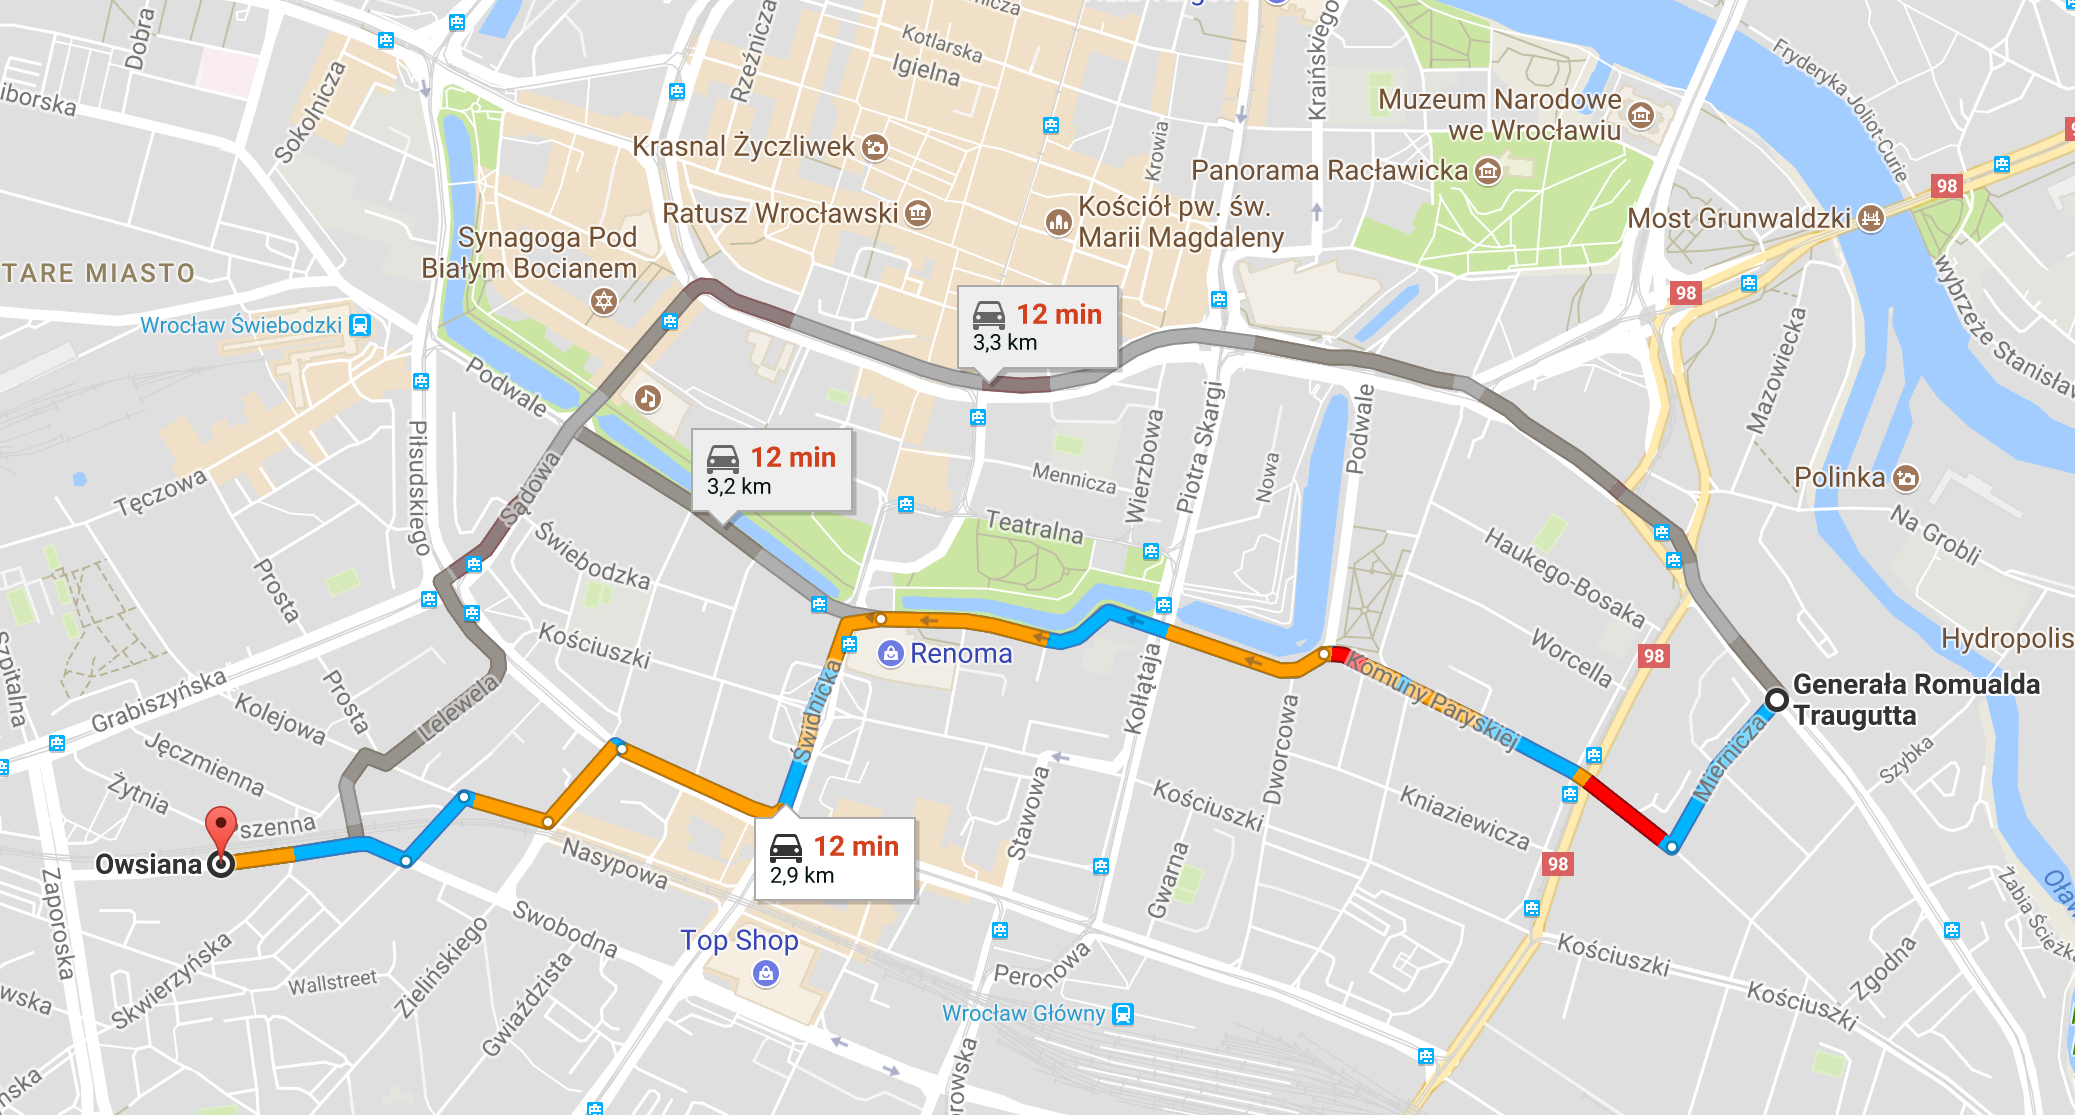 Dobra
Rzeźnicza
Kotlarska
Igielna
Kraińskiego
Fryderyka Joliot-Curie
iborska
Sokolnicza
Krowia
Muzeum Narodowe
we Wrocławiu
Krasnal Życzliwek
Panorama Racławicka
98
Ratusz Wrocławski
Kościół pw. św.
Marii Magdaleny
Most Grunwaldzki
Synagoga Pod
Białym Bocianem
TARE MIASTO
wybrzeże Stanisław
98
Wrocław Świebodzki
12 min
3,3 km
Mazowiecka
Podwale
Piłsudskiego
Sądowa
12 min
3,2 km
Wierzbowa
Piotra Skargi
Nowa
Podwale
Mennicza
Teatralna
Tęczowa
Polinka
Na Grobli
Świebodzka
Haukego-Bosaka
Prosta
Worcella
Hydropolis
Szpitalna
Kościuszki
Renoma
98
Grabiszyńska
Kolejowa
Prosta
Lelewela
Świdnicka
Kołłątaja
Komuny Paryskiej
Generała Romualda
Traugutta
Miernicza
Dworcowa
Jęczmienna
Żytnia
Szybka
Stawowa
Kościuszki
Kniaziewicza
szenna
12 min
2,9 km
Owsiana
Nasypowa
98
Zaporoska
Gwarna
Oława
Żabia Ścieżka
Swobodna
Top Shop
Skwierzyńska
Wallstreet
Zielińskiego
Gwiaździsta
Peronowa
Kościuszki
Kościuszki
Zgodna
Wrocław Główny
wska
ńska
orowska